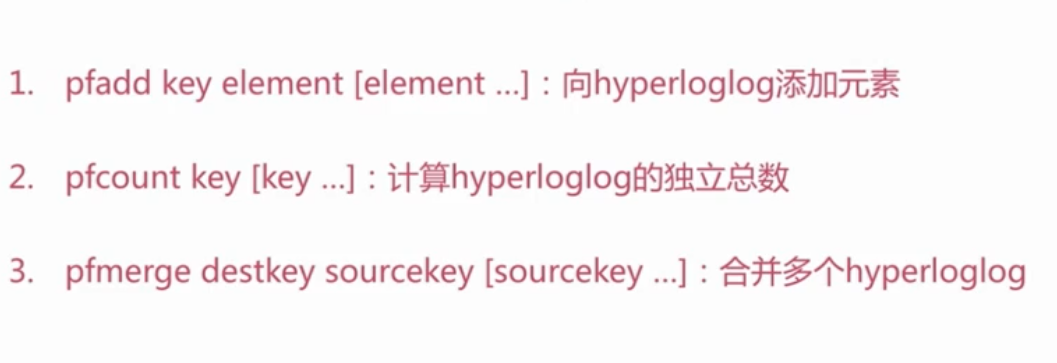 1. pfadd key element [element ...]：向hyperloglog添加元素
2. pfcount key [key ...]：计算hyperloglog的独立总数
3. pfmerge destkey sourcekey [sourcekey ...]：合并多个hyperloglog